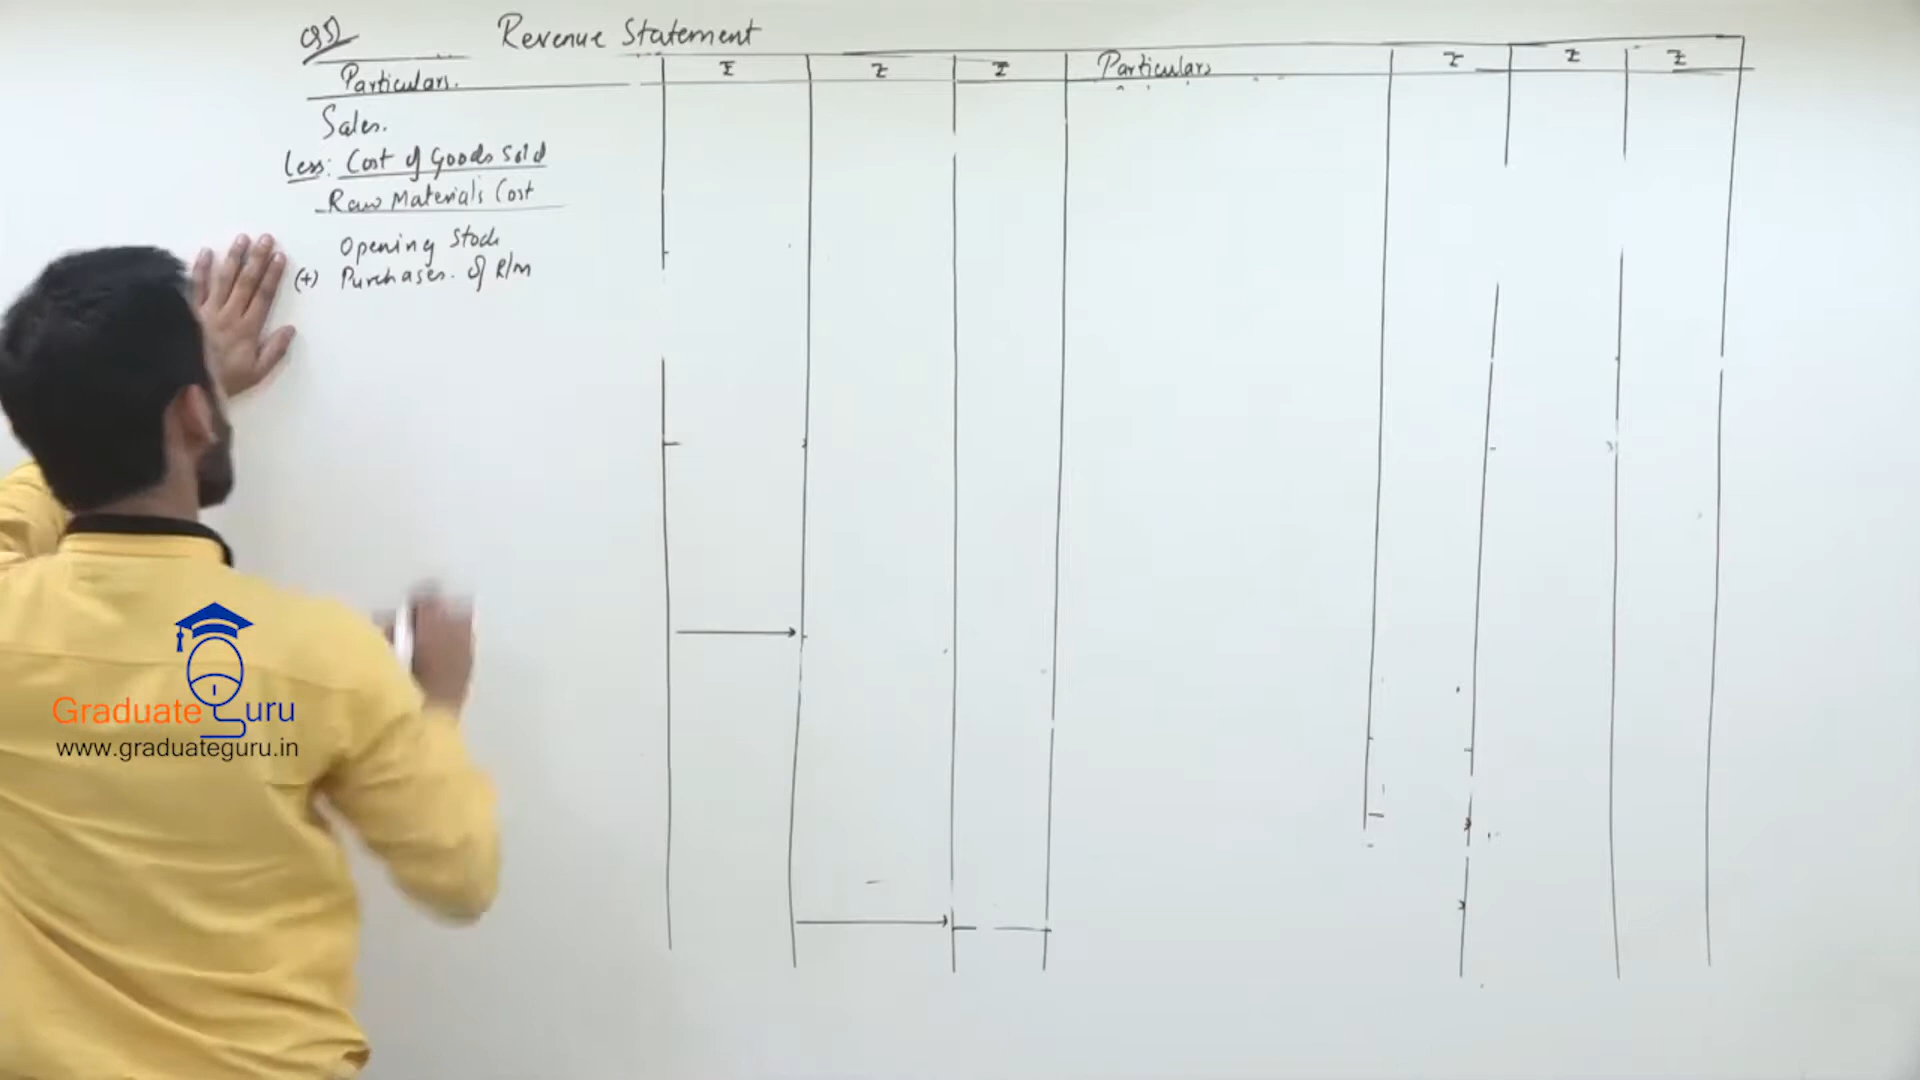 Q5)
Revenue Statement
Particulars. ₹ ₹ ₹ Particulars ₹ ₹ ₹
Sales.
Less: Cost of Goods Sold
Raw Materials Cost
Opening Stock
(+) Purchases. of R/M
Graduate Guru
www.graduateguru.in